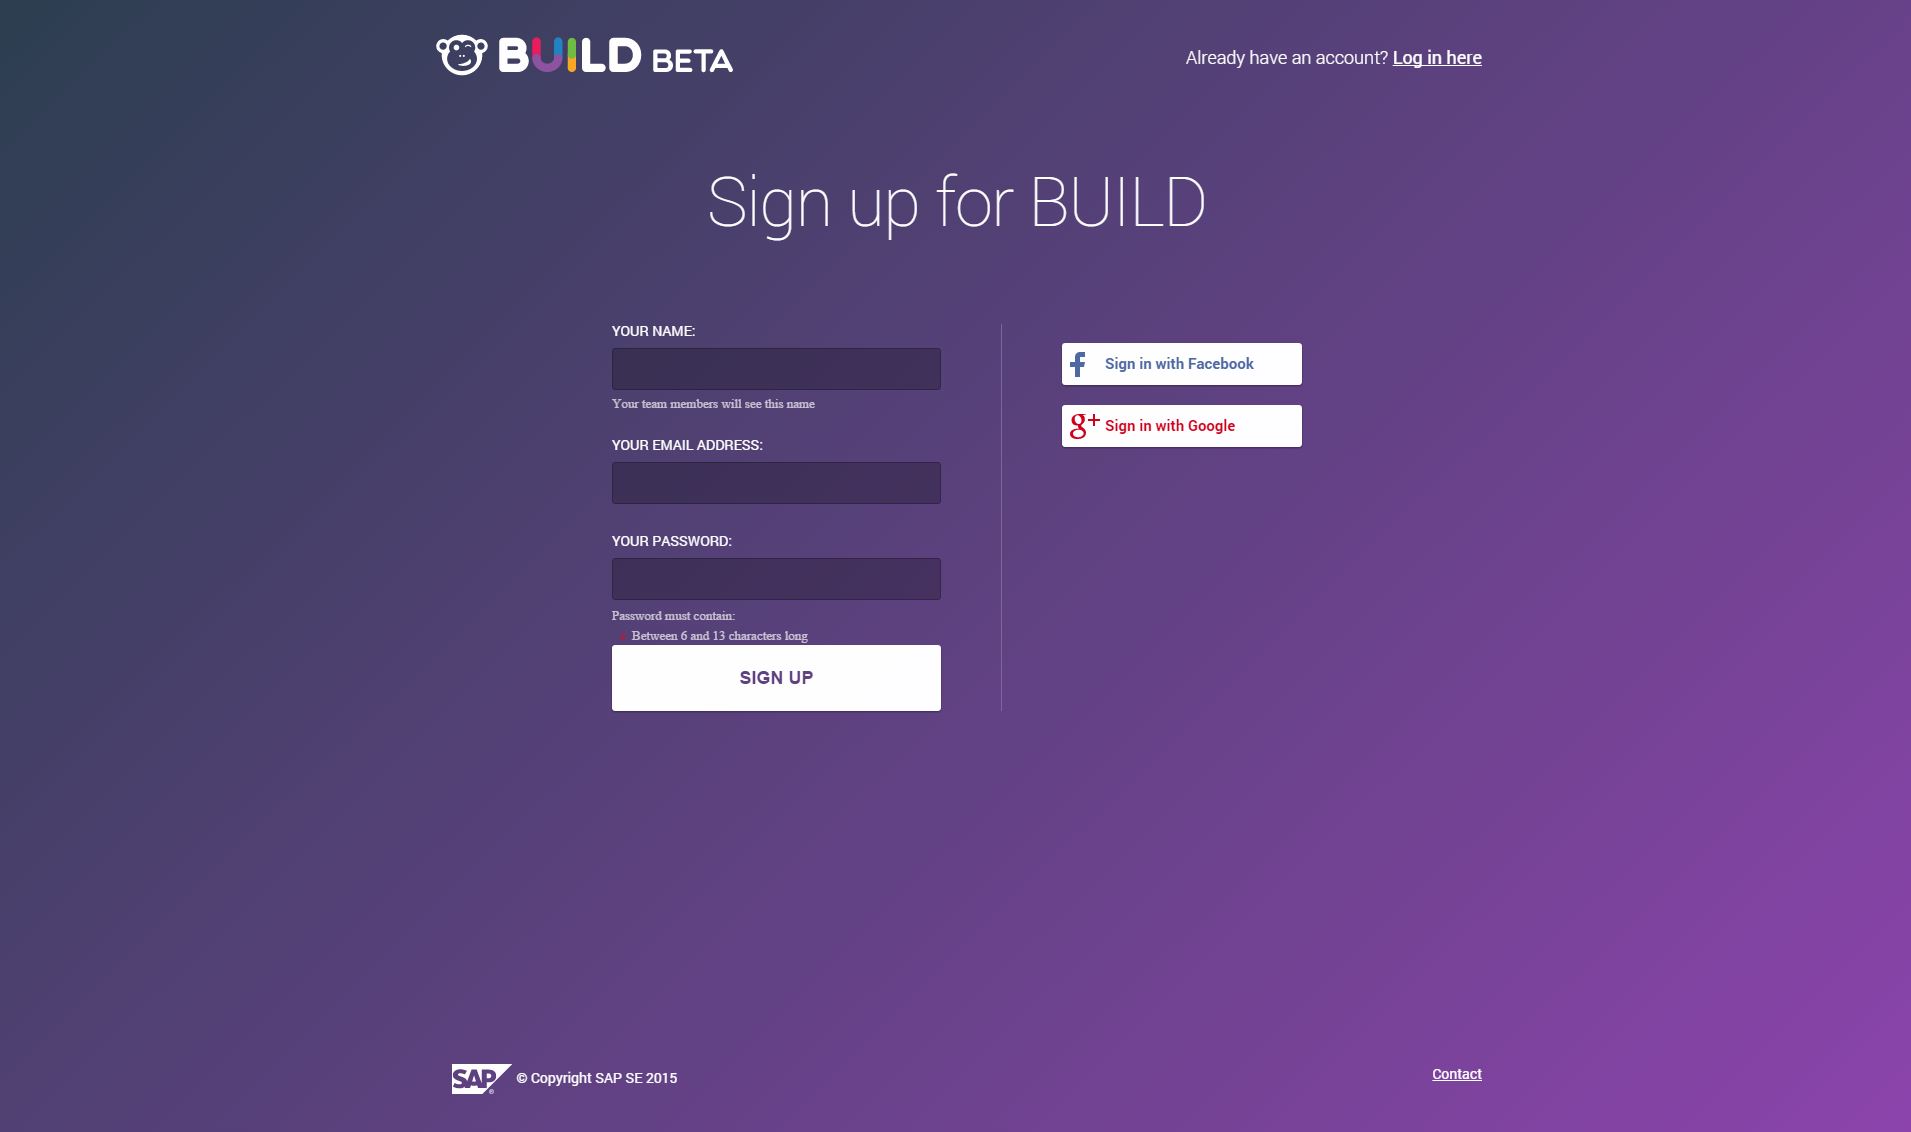 BUILD BETA
Already have an account? Log in here
Sign up for BUILD
YOUR NAME:
Your team members will see this name
YOUR EMAIL ADDRESS:
YOUR PASSWORD:
Password must contain:
Between 6 and 13 characters long
SIGN UP
f Sign in with Facebook
g+ Sign in with Google
SAP ® © Copyright SAP SE 2015
Contact